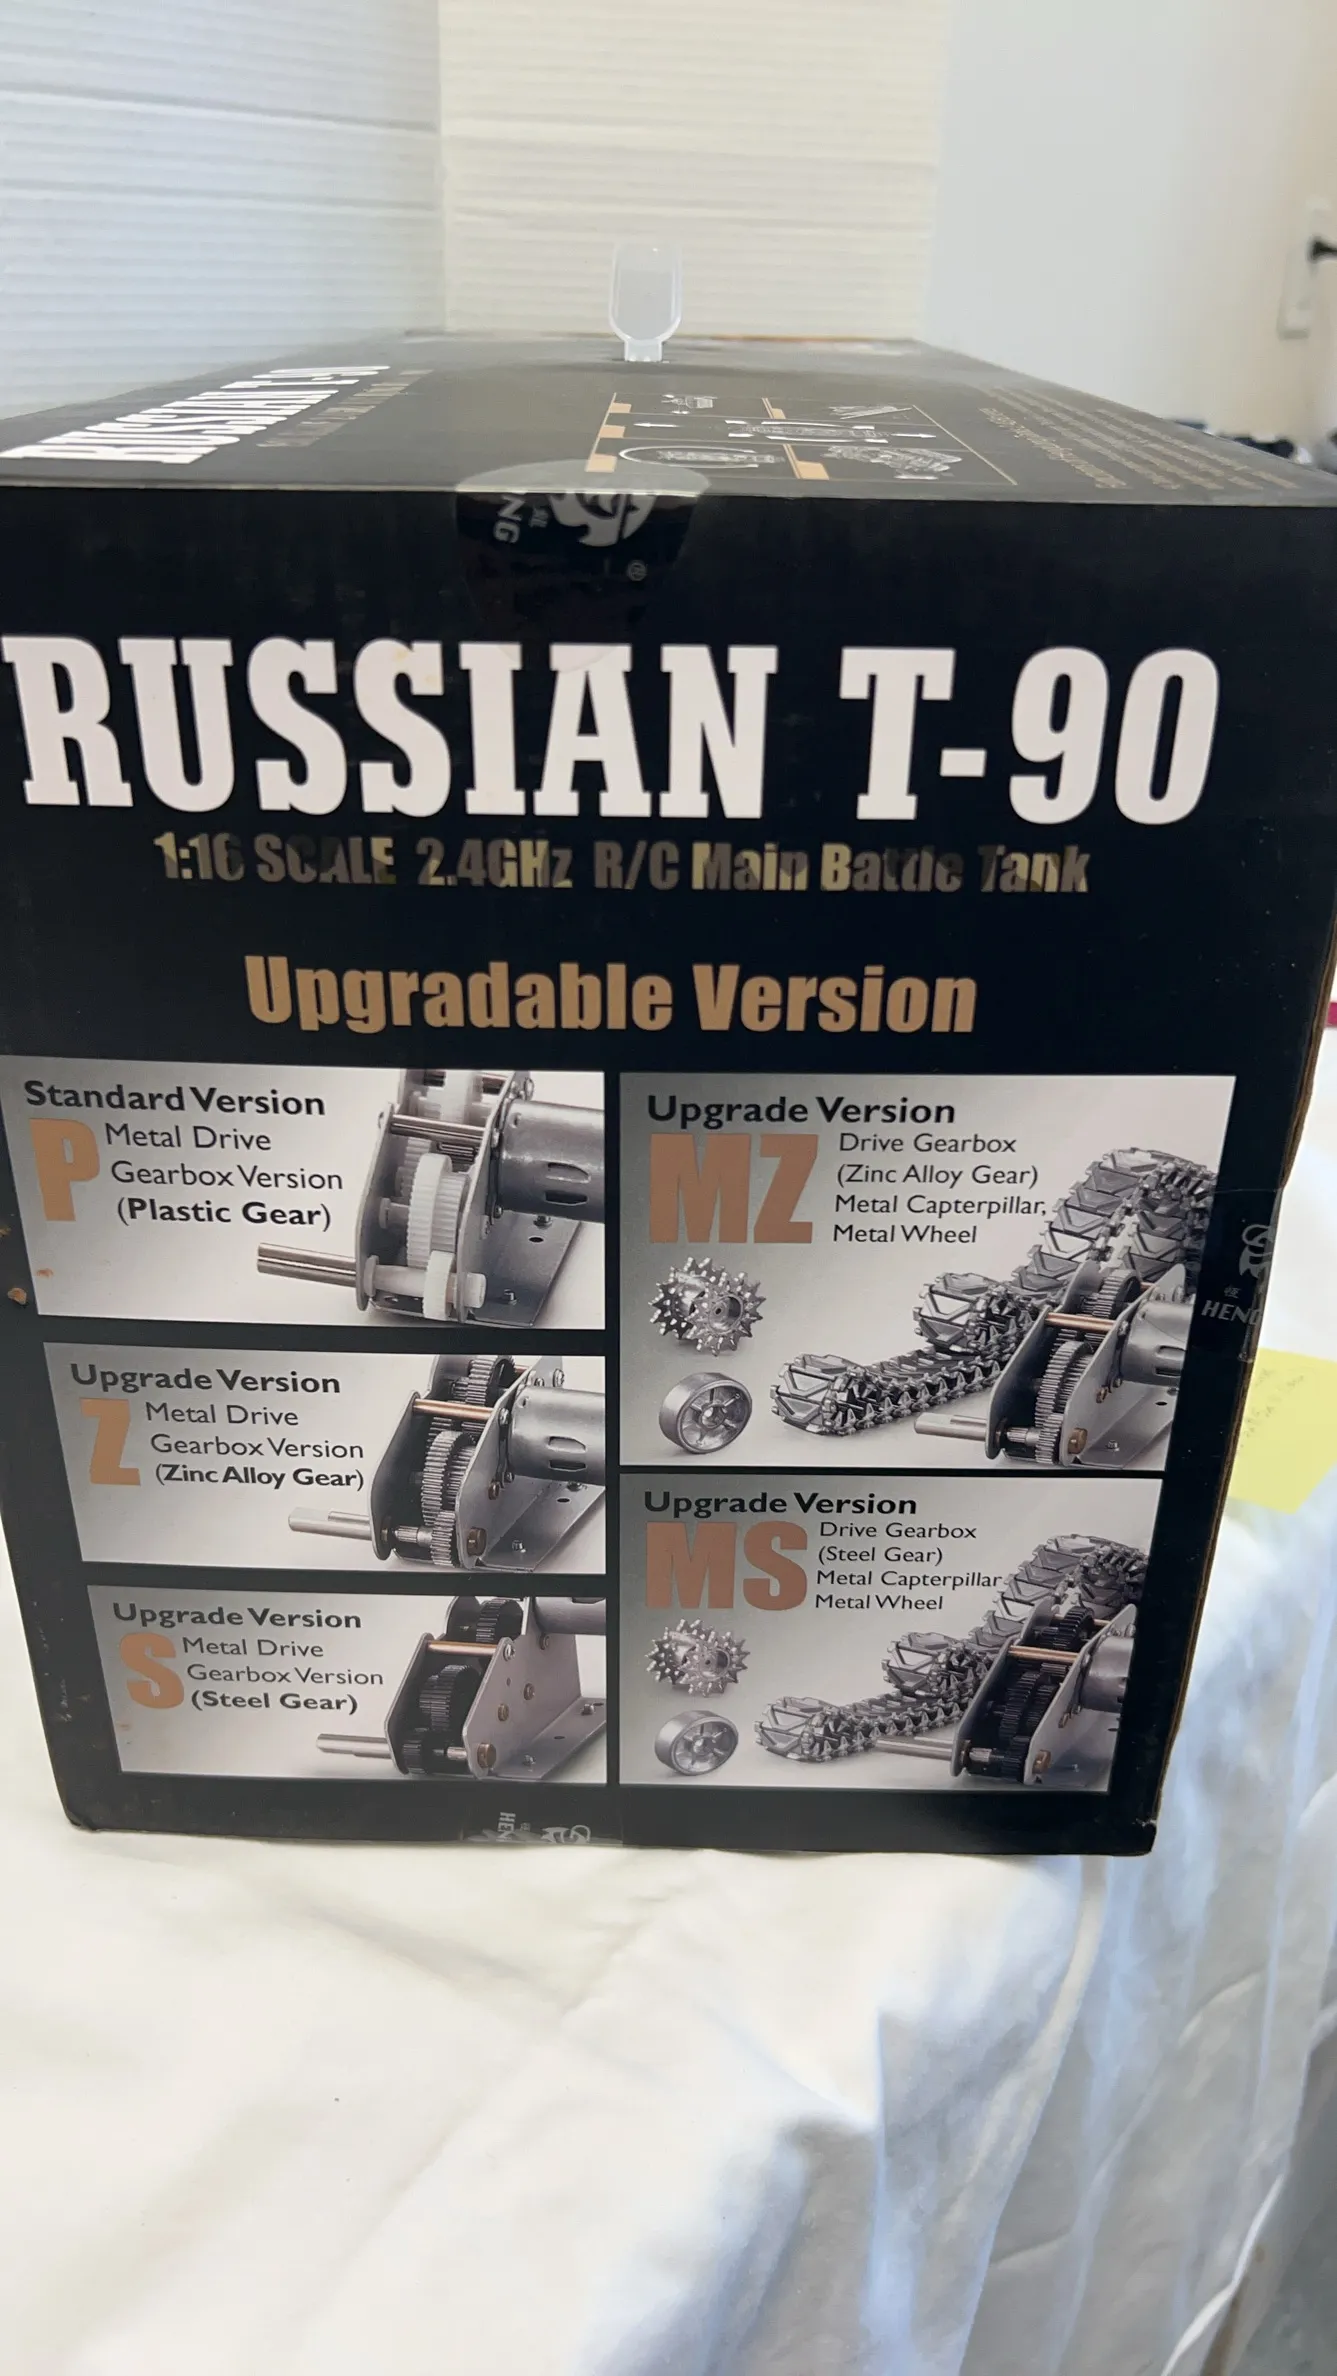 RUSSIAN T-90
RUSSIAN T-90
1:16 SCALE 2.4GHz R/C Main Battle Tank
Upgradable Version
Standard Version
P
Metal Drive
Gearbox Version
(Plastic Gear)
Upgrade Version
Z
Metal Drive
Gearbox Version
(Zinc Alloy Gear)
Upgrade Version
S
Metal Drive
Gearbox Version
(Steel Gear)
Upgrade Version
MZ
Drive Gearbox
(Zinc Alloy Gear)
Metal Capterpillar,
Metal Wheel
Upgrade Version
MS
Drive Gearbox
(Steel Gear)
Metal Capterpillar
Metal Wheel
HENG